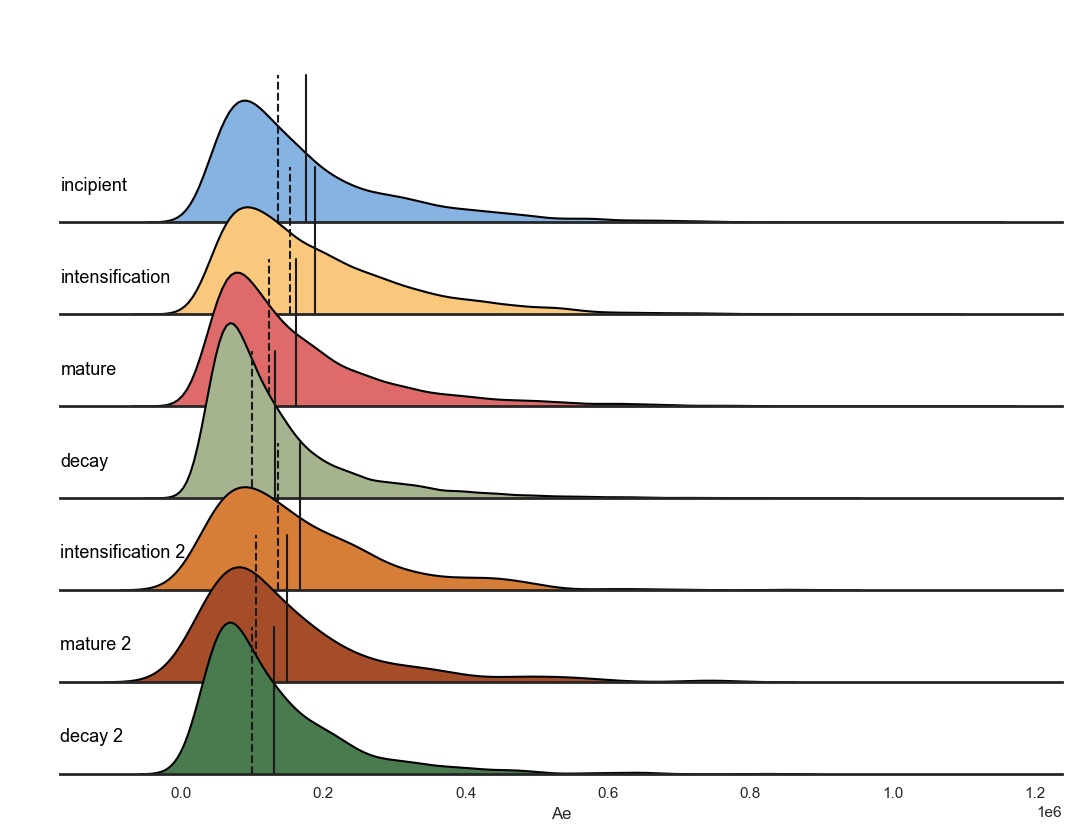 incipient
intensification
mature
decay
intensification 2
mature 2
decay 2
0.0 0.2 0.4 0.6 0.8 1.0 1.2
Ae 1e6